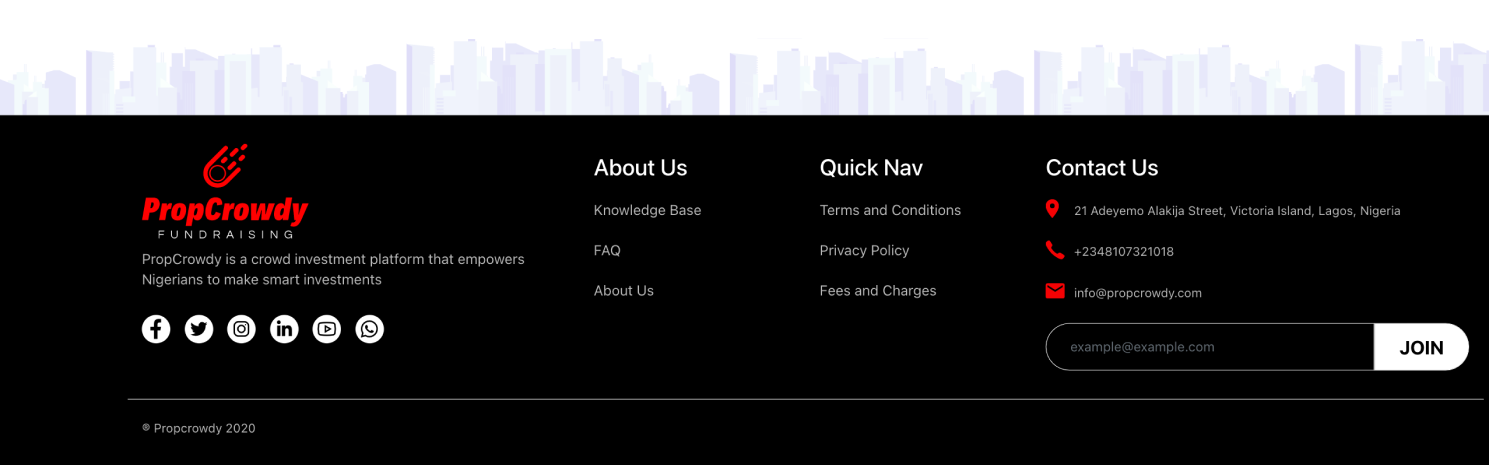 PropCrowdy
FUNDRAISING
PropCrowdy is a crowd investment platform that empowers
Nigerians to make smart investments
About Us
Knowledge Base
FAQ
About Us
Quick Nav
Terms and Conditions
Privacy Policy
Fees and Charges
Contact Us
21 Adeyemo Alakija Street, Victoria Island, Lagos, Nigeria
+2348107321018
info@propcrowdy.com
example@example.com JOIN
® Propcrowdy 2020